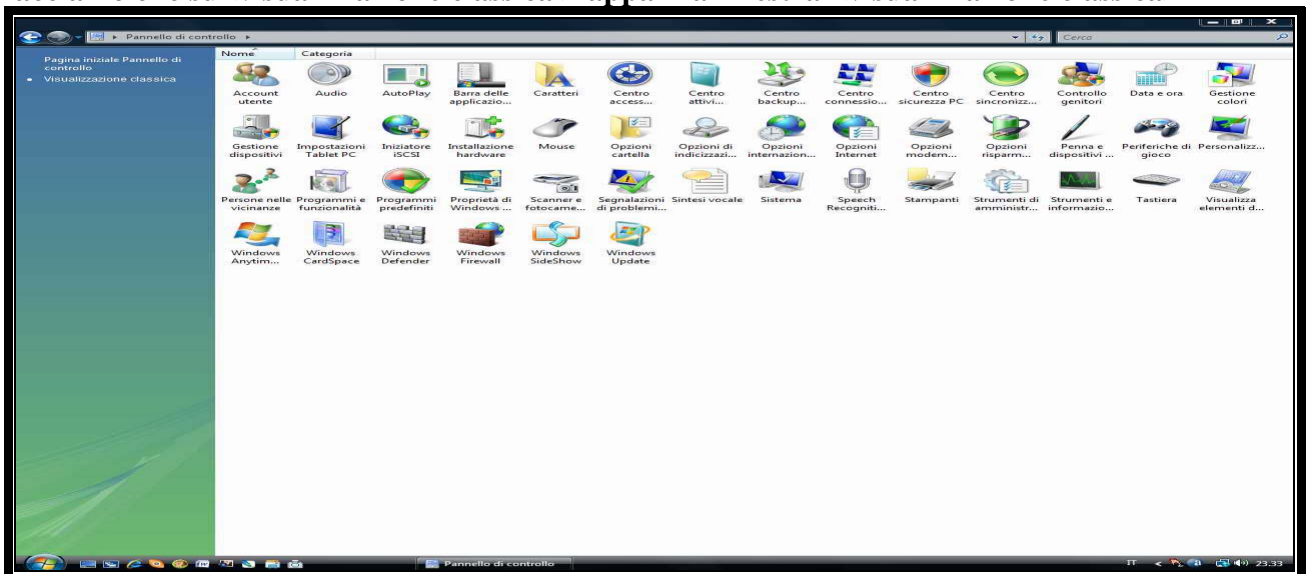 Pannello di controllo
Cerca
Pagina iniziale Pannello di
controllo
Visualizzazione classica
Nome Categoria
Account utente
Audio
AutoPlay
Barra delle applicazio...
Caratteri
Centro access...
Centro attivi...
Centro backup...
Centro connessio...
Centro sicurezza PC
Centro sincronizz...
Controllo genitori
Data e ora
Gestione colori
Gestione dispositivi
Impostazioni Tablet PC
Iniziatore iSCSI
Installazione hardware
Mouse
Opzioni cartella
Opzioni di indicizzazi...
Opzioni internazion...
Opzioni Internet
Opzioni modem...
Opzioni risparm...
Penna e dispositivi ...
Periferiche di gioco
Personalizz...
Persone nelle vicinanze
Programmi e funzionalità
Programmi predefiniti
Proprietà di Windows ...
Scanner e fotocame...
Segnalazioni di problemi...
Sintesi vocale
Sistema
Speech Recogniti...
Stampanti
Strumenti di amministr...
Strumenti e informazio...
Tastiera
Visualizza elementi d...
Windows Anytim...
Windows CardSpace
Windows Defender
Windows Firewall
Windows SideShow
Windows Update
Pannello di controllo
IT
23.33